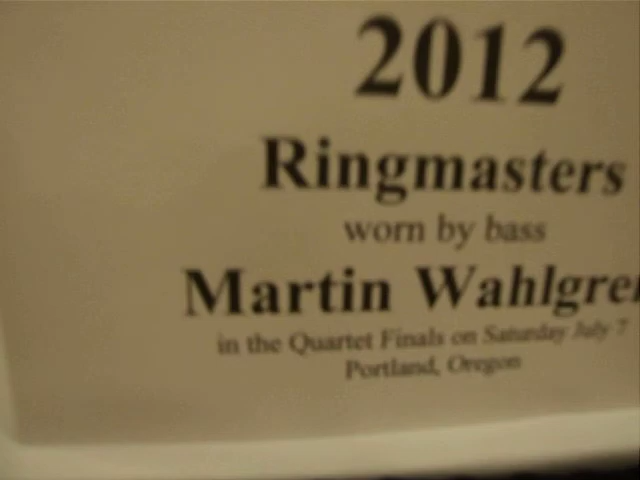 2012
Ringmasters
worn by bass
Martin Wahlgre
in the Quartet Finals on Saturday July 7
Portland, Oregon